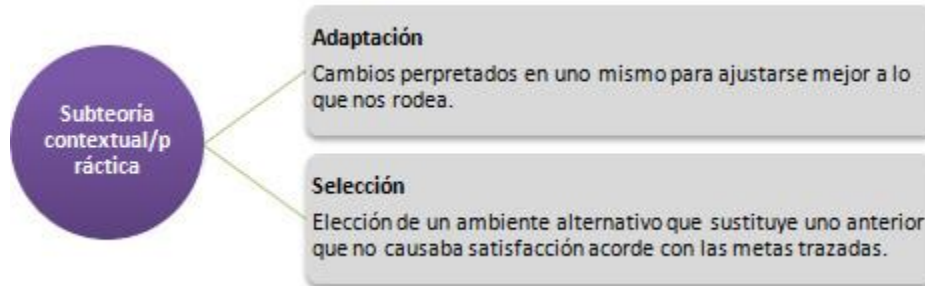 Subteoría
contextual/p
ráctica
Adaptación
Cambios perpretados en uno mismo para ajustarse mejor a lo
que nos rodea.
Selección
Elección de un ambiente alternativo que sustituye uno anterior
que no causaba satisfacción acorde con las metas trazadas.